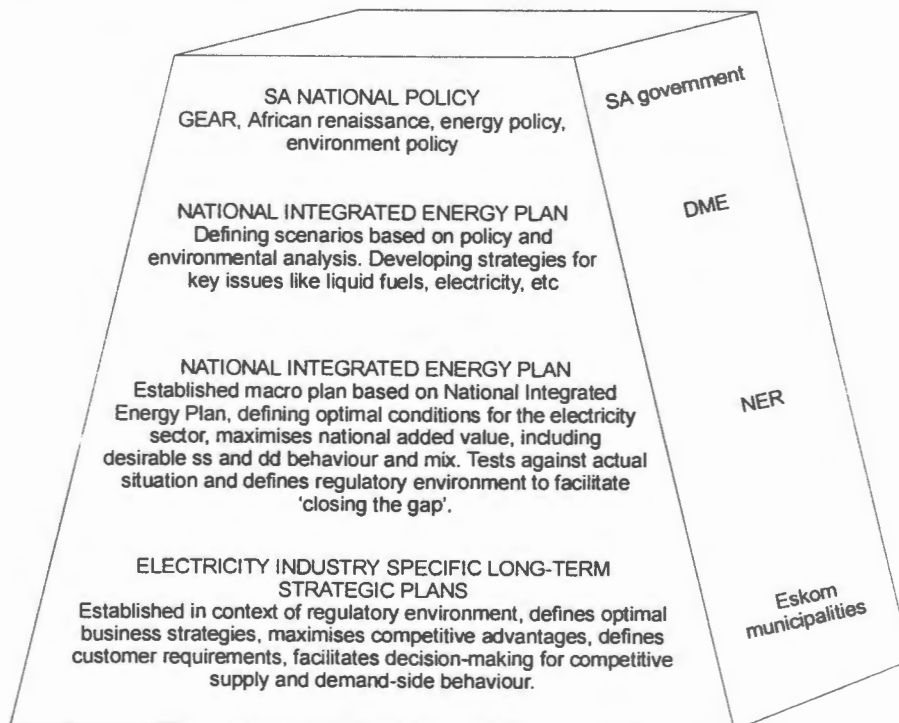 SA NATIONAL POLICY
GEAR, African renaissance, energy policy,
environment policy
SA government
NATIONAL INTEGRATED ENERGY PLAN
Defining scenarios based on policy and
environmental analysis. Developing strategies for
key issues like liquid fuels, electricity, etc
DME
NATIONAL INTEGRATED ENERGY PLAN
Established macro plan based on National Integrated
Energy Plan, defining optimal conditions for the electricity
sector, maximises national added value, including
desirable ss and dd behaviour and mix. Tests against actual
situation and defines regulatory environment to facilitate
'closing the gap'.
NER
ELECTRICITY INDUSTRY SPECIFIC LONG-TERM
STRATEGIC PLANS
Established in context of regulatory environment, defines optimal
business strategies, maximises competitive advantages, defines
customer requirements, facilitates decision-making for competitive
supply and demand-side behaviour.
Eskom
municipalities